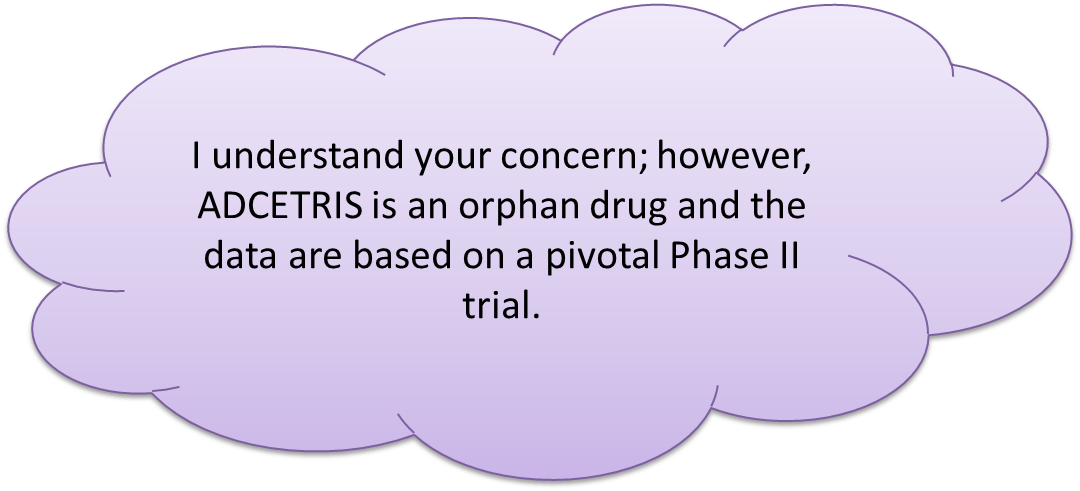 I understand your concern; however,
ADCETRIS is an orphan drug and the
data are based on a pivotal Phase II
trial.